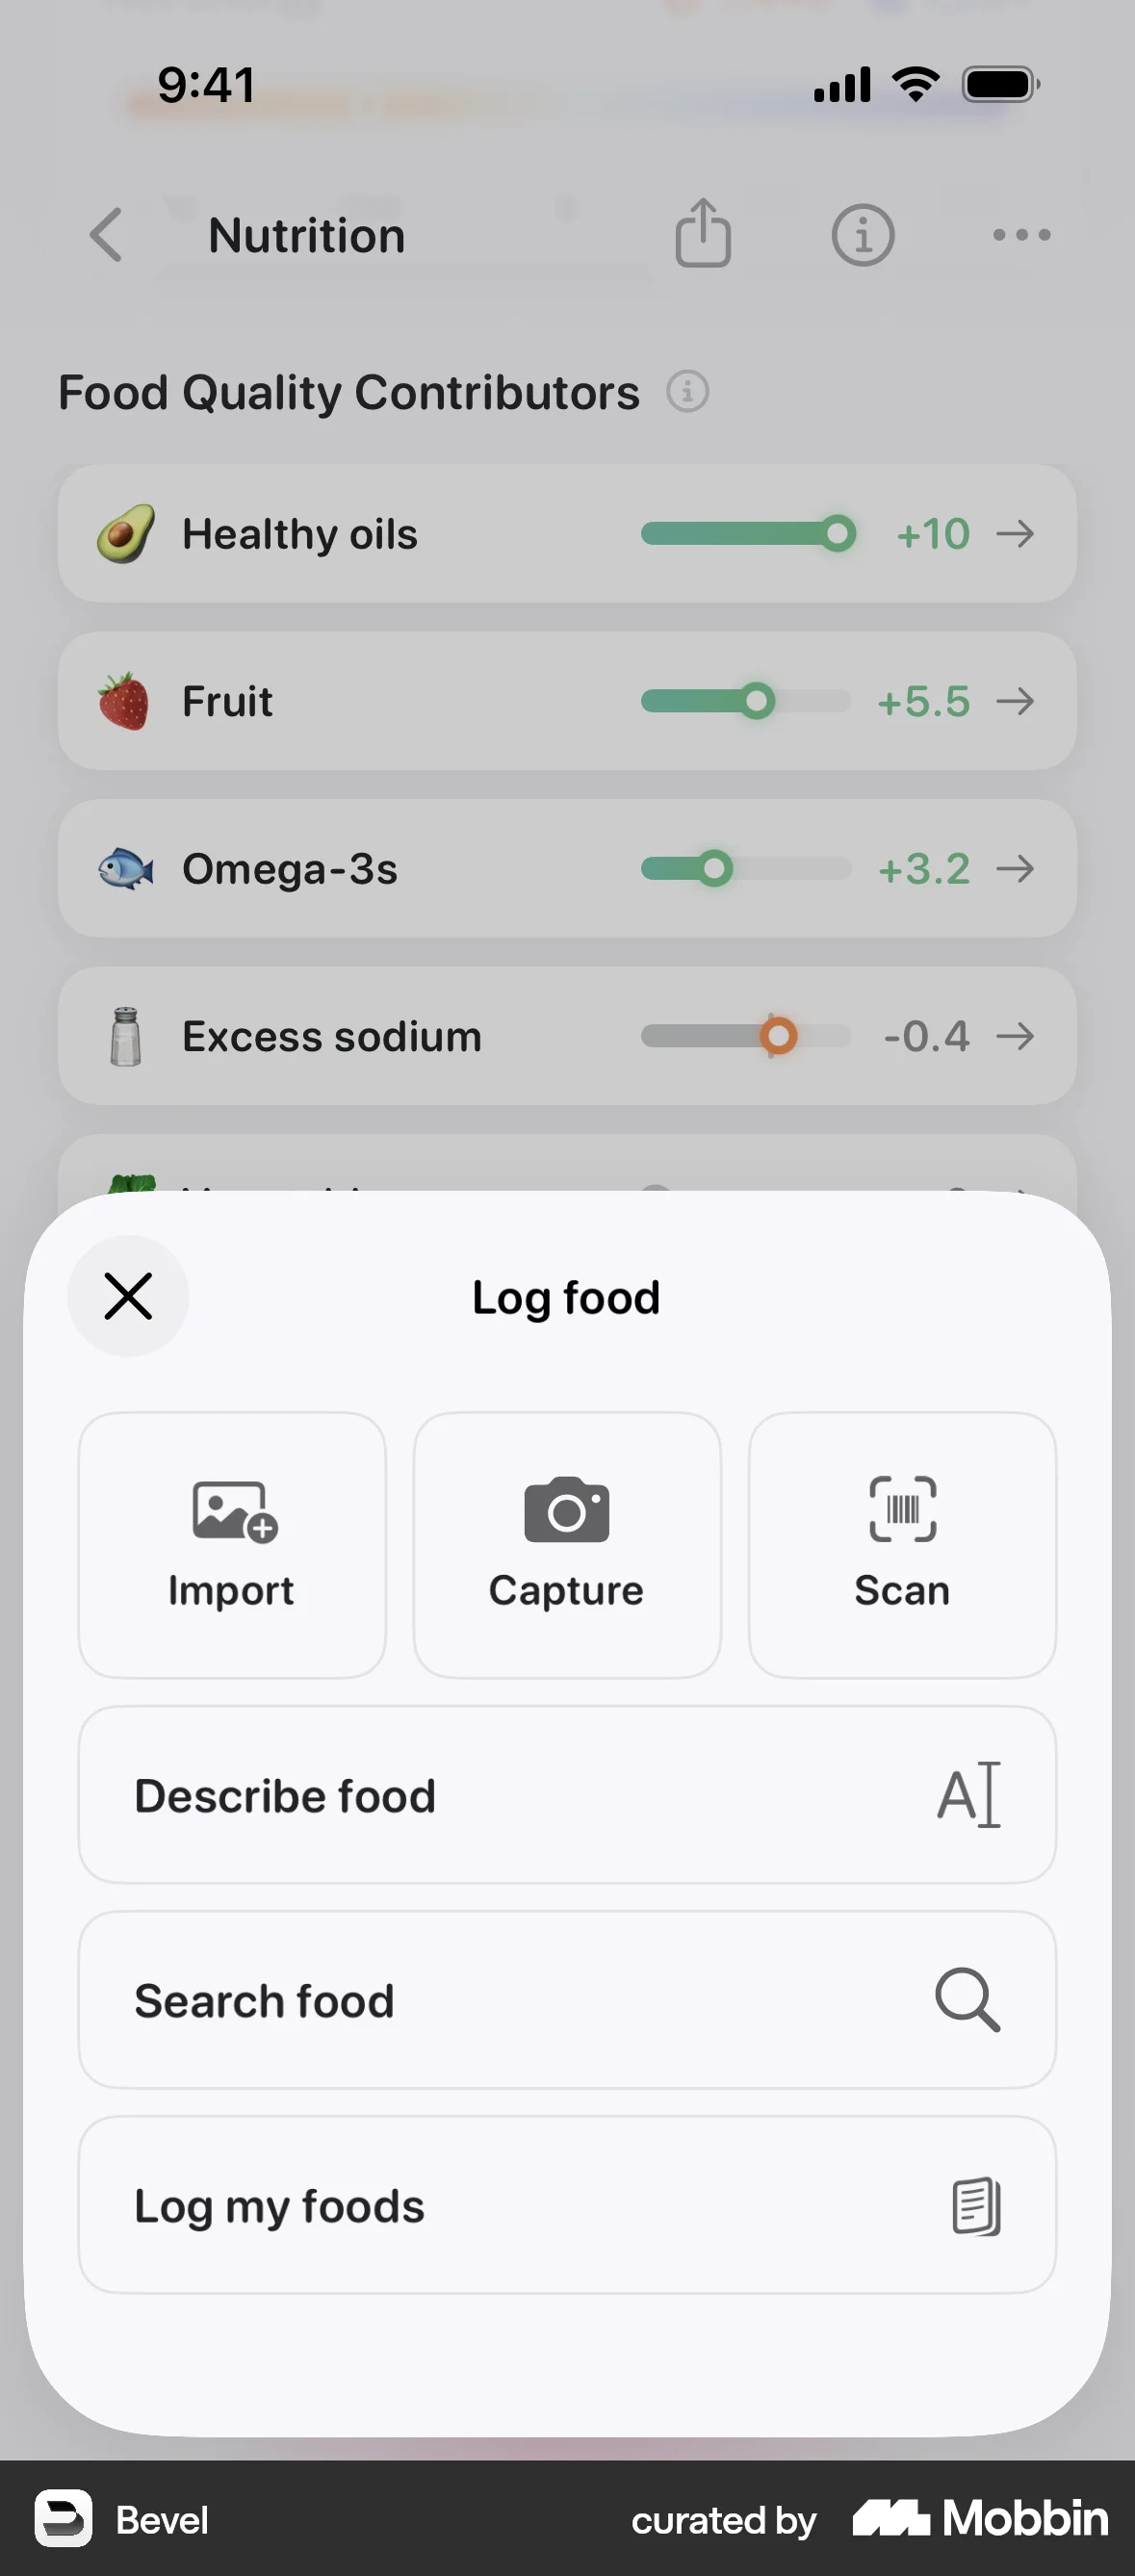 9:41
Nutrition
Food Quality Contributors
Healthy oils +10
Fruit +5.5
Omega-3s +3.2
Excess sodium -0.4
Log food
Import Capture Scan
Describe food
Search food
Log my foods
Bevel curated by Mobbin